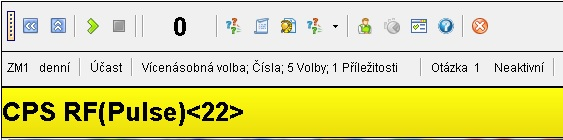 0
ZM1 denní Účast Vícenásobná volba; Čísla; 5 Volby; 1 Příležitosti Otázka 1 Neaktivní
CPS RF(Pulse)<22>